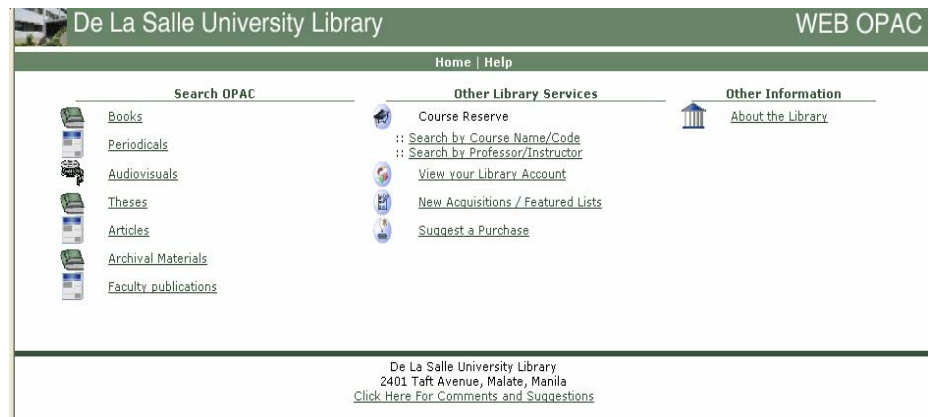 De La Salle University Library
WEB OPAC
Home | Help
Search OPAC
Books
Periodicals
Audiovisuals
Theses
Articles
Archival Materials
Faculty publications
Other Library Services
Course Reserve
:: Search by Course Name/Code
:: Search by Professor/Instructor
View your Library Account
New Acquisitions / Featured Lists
Suggest a Purchase
Other Information
About the Library
De La Salle University Library
2401 Taft Avenue, Malate, Manila
Click Here For Comments and Suggestions